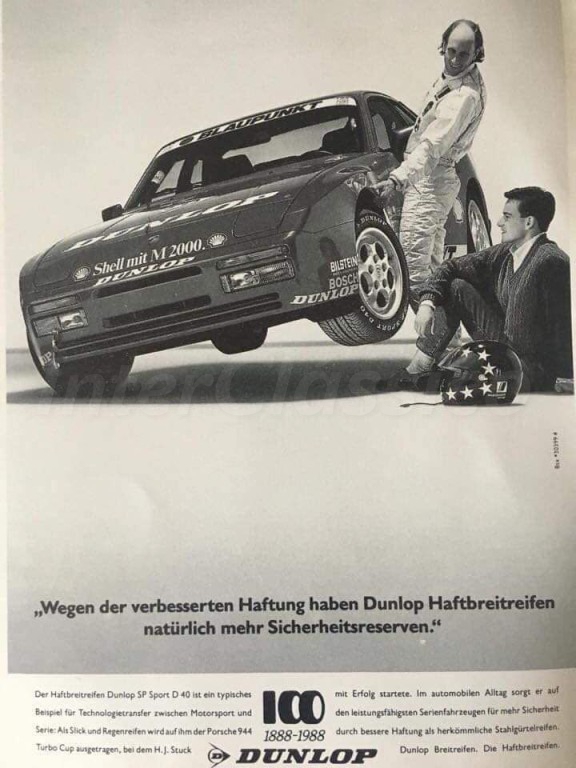 BLAUPUNKT
DUNLOP
Shell mit M 2000.
DUNLOP
BILSTEIN
BOSCH
DUNLOP
SPORT D40
DUNLOP
„Wegen der verbesserten Haftung haben Dunlop Haftbreitreifen
natürlich mehr Sicherheitsreserven.“
Der Haftbreitreifen Dunlop SP Sport D 40 ist ein typisches
Beispiel für Technologietransfer zwischen Motorsport und
Serie: Als Slick und Regenreifen wird auf ihm der Porsche 944
Turbo Cup ausgetragen, bei dem H. J. Stuck
100
1888-1988
DUNLOP
mit Erfolg startete. Im automobilen Alltag sorgt er auf
den leistungsfähigsten Serienfahrzeugen für mehr Sicherheit
durch bessere Haftung als herkömmliche Stahlgürtelreifen.
Dunlop Breitreifen. Die Haftbreitreifen.